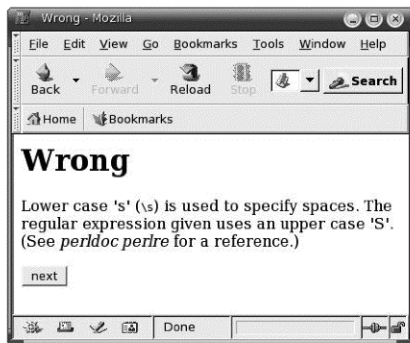 Wrong - Mozilla
File Edit View Go Bookmarks Tools Window Help
Back Forward Reload Stop Search
Home Bookmarks
Wrong
Lower case 's' (\s) is used to specify spaces. The
regular expression given uses an upper case 'S'.
(See perldoc perlre for a reference.)
next
Done